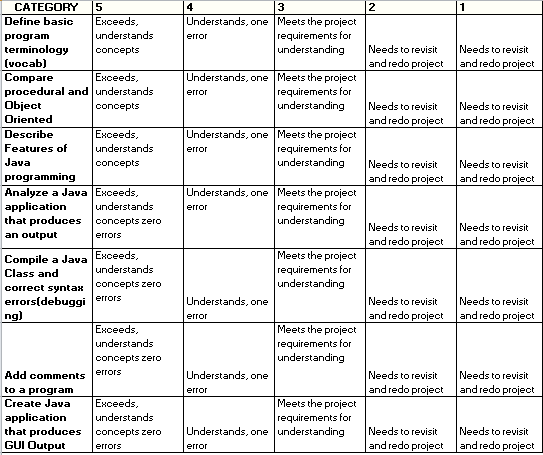 CATEGORY 5 4 3 2 1
Define basic
program
terminology
(vocab)
Exceeds,
understands
concepts
Understands, one
error
Meets the project
requirements for
understanding
Needs to revisit
and redo project
Needs to revisit
and redo project
Compare
procedural and
Object
Oriented
Exceeds,
understands
concepts
Understands, one
error
Meets the project
requirements for
understanding
Needs to revisit
and redo project
Needs to revisit
and redo project
Describe
Features of
Java
programming
Exceeds,
understands
concepts
Understands, one
error
Meets the project
requirements for
understanding
Needs to revisit
and redo project
Needs to revisit
and redo project
Analyze a Java
application
that produces
an output
Exceeds,
understands
concepts zero
errors
Understands, one
error
Meets the project
requirements for
understanding
Needs to revisit
and redo project
Needs to revisit
and redo project
Compile a Java
Class and
correct syntax
errors(debuggi
ng)
Exceeds,
understands
concepts zero
errors
Understands, one
error
Meets the project
requirements for
understanding
Needs to revisit
and redo project
Needs to revisit
and redo project
Add comments
to a program
Exceeds,
understands
concepts zero
errors
Understands, one
error
Meets the project
requirements for
understanding
Needs to revisit
and redo project
Needs to revisit
and redo project
Create Java
application
that produces
GUI Output
Exceeds,
understands
concepts zero
errors
Understands, one
error
Meets the project
requirements for
understanding
Needs to revisit
and redo project
Needs to revisit
and redo project